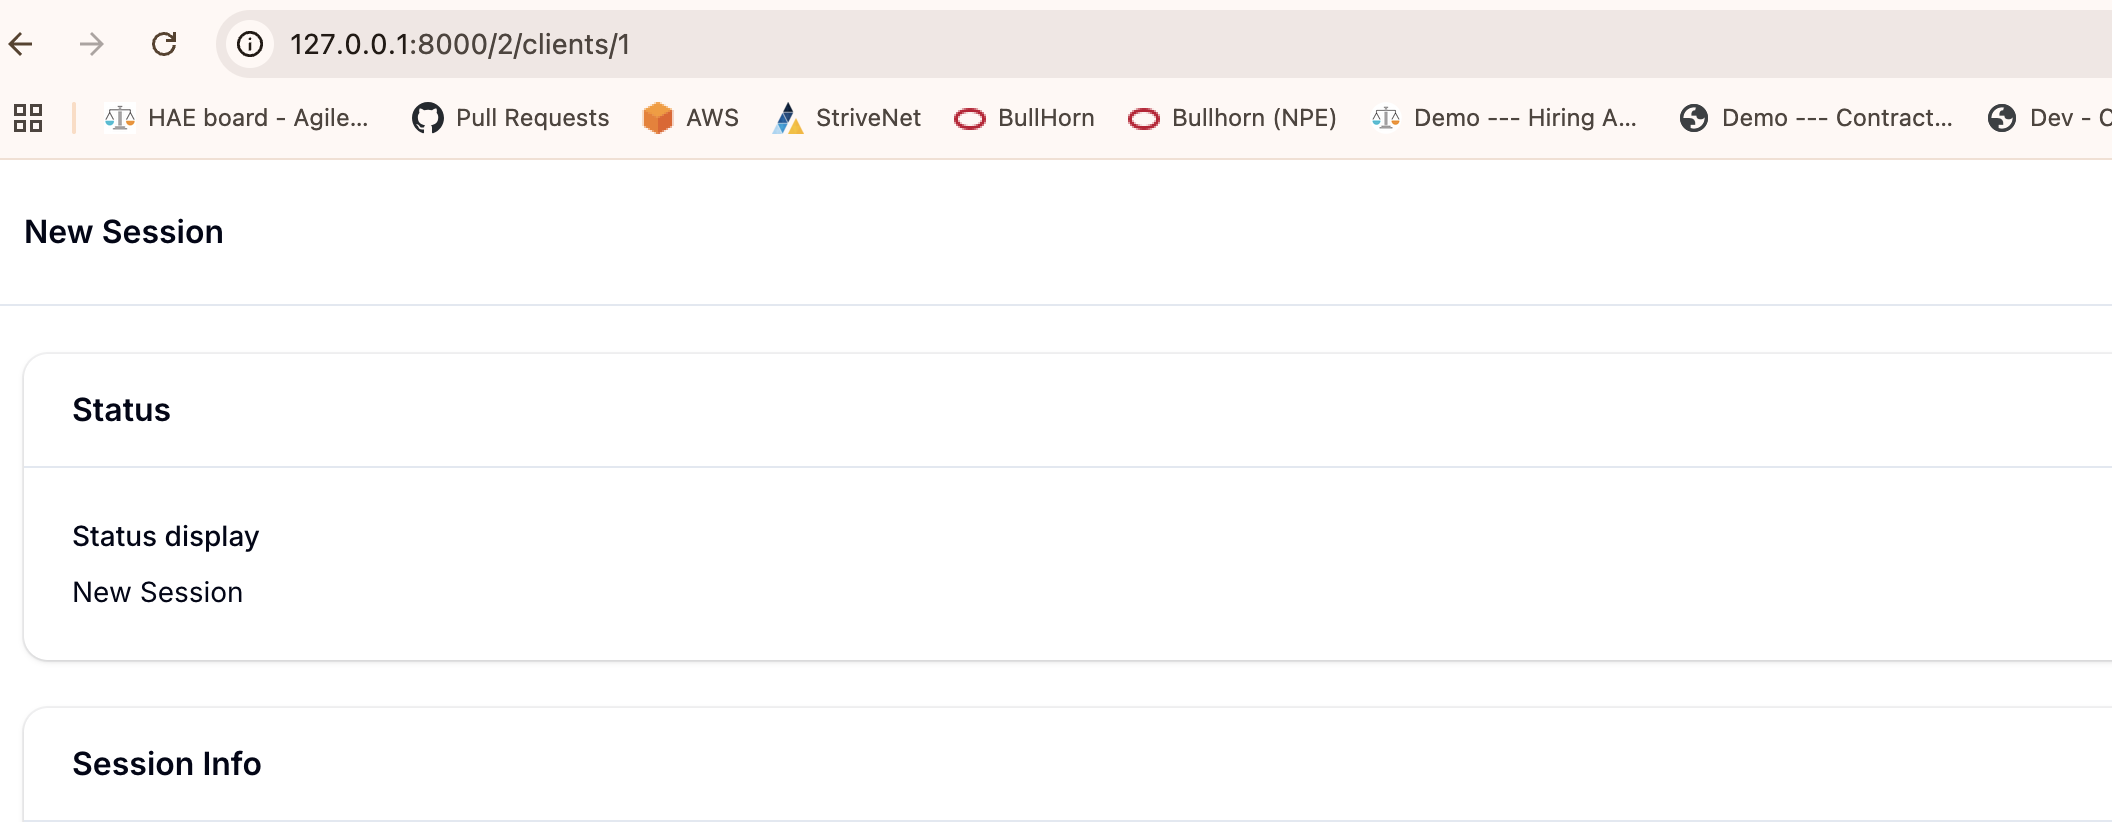 127.0.0.1:8000/2/clients/1
HAE board - Agile... Pull Requests AWS StriveNet BullHorn Bullhorn (NPE) Demo --- Hiring A... Demo --- Contract... Dev - C
New Session
Status
Status display
New Session
Session Info